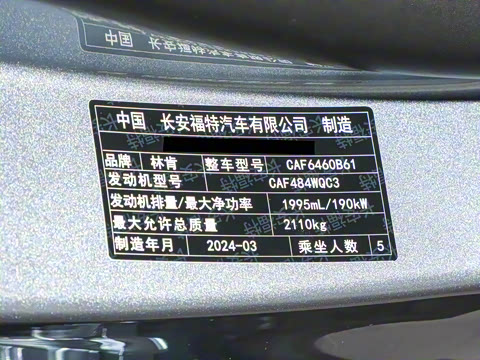 中国 长安福特汽车有限公司 制造
品牌 林肯 整车型号 CAF6460B61
发动机型号 CAF484WQC3
发动机排量/最大净功率 1995mL/190kW
最大允许总质量 2110kg
制造年月 2024-03 乘坐人数 5